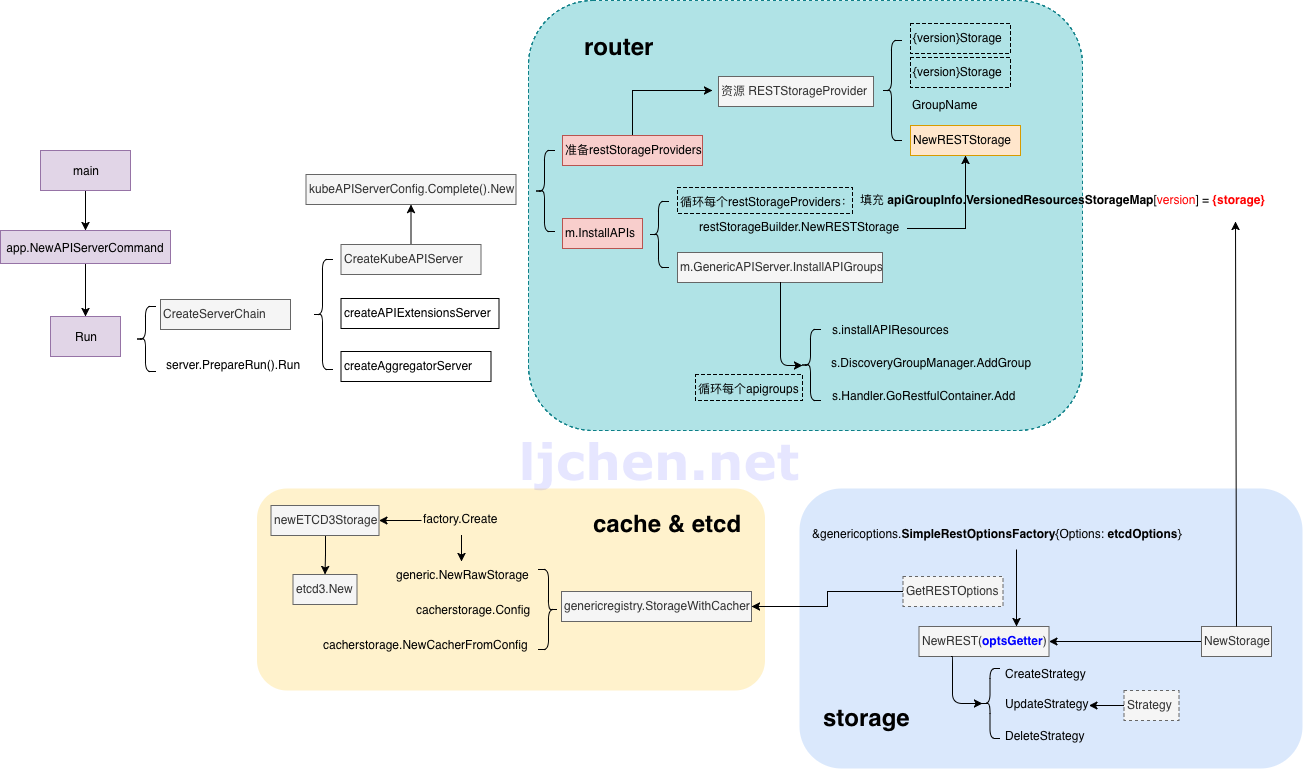 router
{version}Storage
{version}Storage
资源 RESTStorageProvider
GroupName
NewRESTStorage
准备restStorageProviders
main
kubeAPIServerConfig.Complete().New
循环每个restStorageProviders:
填充 apiGroupInfo.VersionedResourcesStorageMap[version] = {storage}
restStorageBuilder.NewRESTStorage
m.InstallAPIs
app.NewAPIServerCommand
CreateKubeAPIServer
m.GenericAPIServer.InstallAPIGroups
CreateServerChain
createAPIExtensionsServer
Run
s.installAPIResources
server.PrepareRun().Run
createAggregatorServer
s.DiscoveryGroupManager.AddGroup
循环每个apigroups
s.Handler.GoRestfulContainer.Add
ljchen.net
newETCD3Storage
factory.Create
cache & etcd
&genericoptions.SimpleRestOptionsFactory{Options: etcdOptions}
generic.NewRawStorage
etcd3.New
GetRESTOptions
cacherstorage.Config
genericregistry.StorageWithCacher
cacherstorage.NewCacherFromConfig
NewREST(optsGetter)
NewStorage
CreateStrategy
UpdateStrategy
Strategy
storage
DeleteStrategy